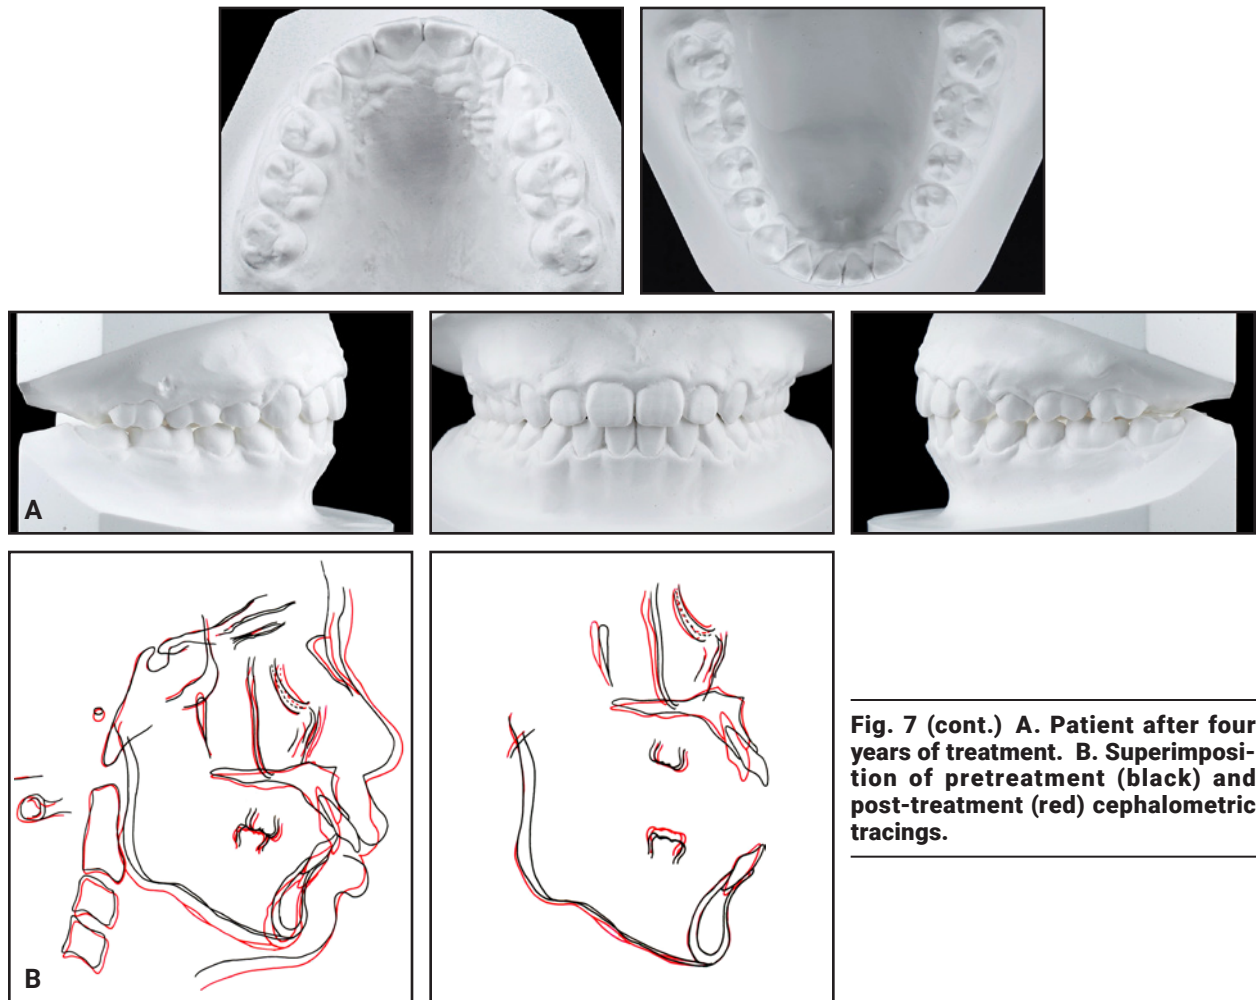 A
B
Fig. 7 (cont.) A. Patient after four
years of treatment. B. Superimposi-
tion of pretreatment (black) and
post-treatment (red) cephalometric
tracings.